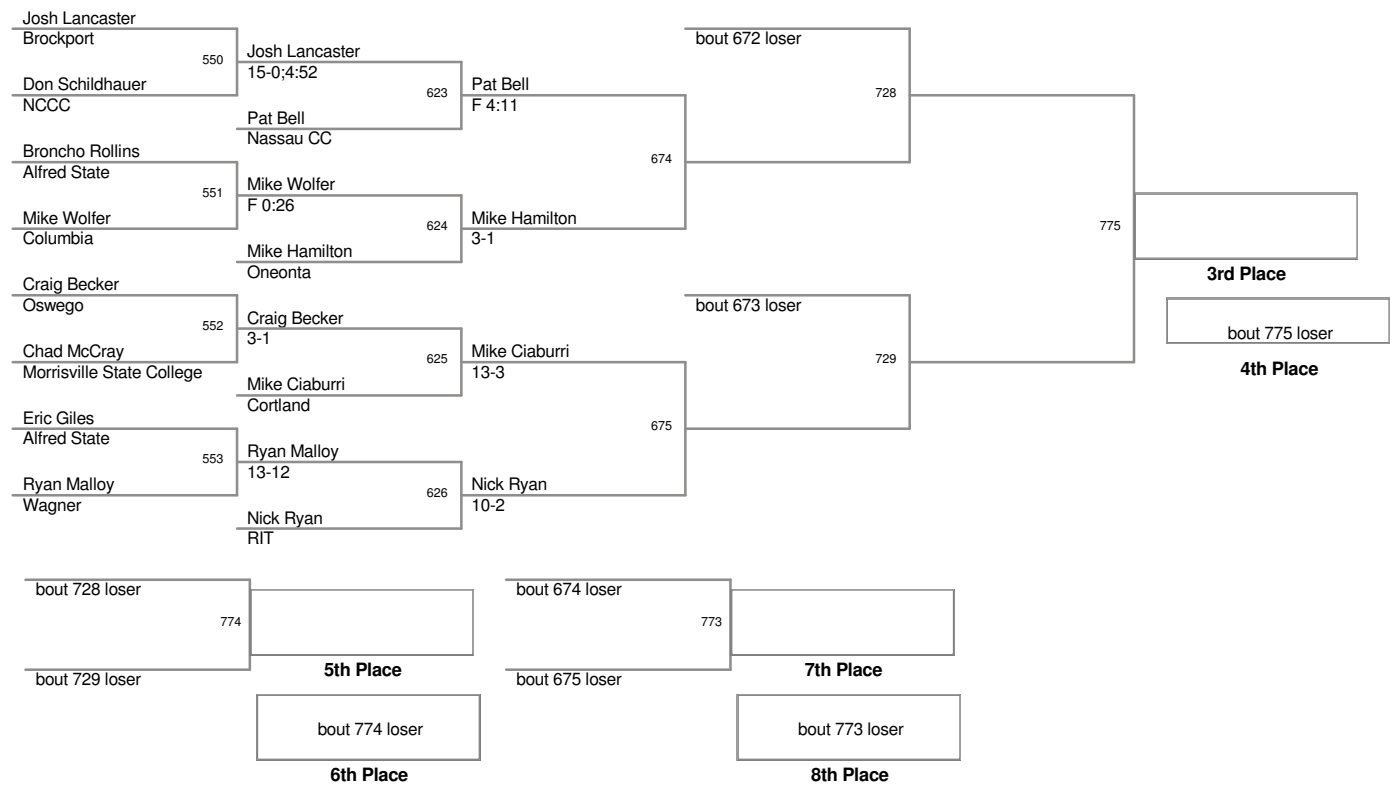 Josh Lancaster
Brockport
550
Don Schildhauer
NCCC
Broncho Rollins
Alfred State
551
Mike Wolfer
Columbia
Craig Becker
Oswego
552
Chad McCray
Morrisville State College
Eric Giles
Alfred State
553
Ryan Malloy
Wagner
Josh Lancaster
15-0;4:52
623
Pat Bell
Nassau CC
Mike Wolfer
F 0:26
624
Mike Hamilton
Oneonta
Craig Becker
3-1
625
Mike Ciaburri
Cortland
Ryan Malloy
13-12
626
Nick Ryan
RIT
Pat Bell
F 4:11
674
Mike Hamilton
3-1
Mike Ciaburri
13-3
675
Nick Ryan
10-2
bout 672 loser
728
bout 673 loser
729
775
3rd Place
bout 775 loser
4th Place
bout 728 loser
774
bout 729 loser
5th Place
bout 774 loser
6th Place
bout 674 loser
773
bout 675 loser
7th Place
bout 773 loser
8th Place